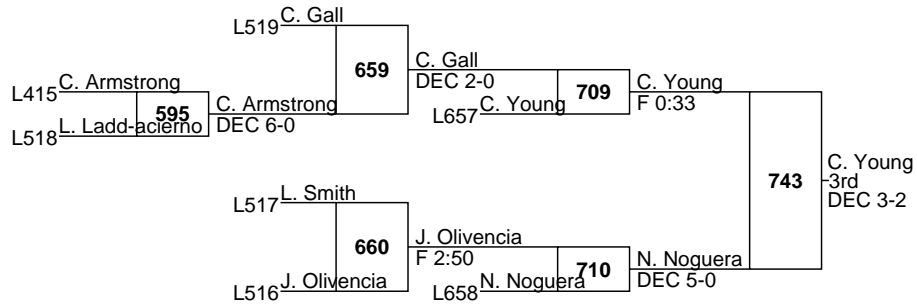 C. Gall
L519
659
C. Gall
DEC 2-0
C. Armstrong
L415
595
C. Armstrong
DEC 6-0
L. Ladd-acierno
L518
709
C. Young
F 0:33
C. Young
L657
743
C. Young
3rd
DEC 3-2
L. Smith
L517
660
J. Olivencia
F 2:50
J. Olivencia
L516
710
N. Noguera
DEC 5-0
N. Noguera
L658